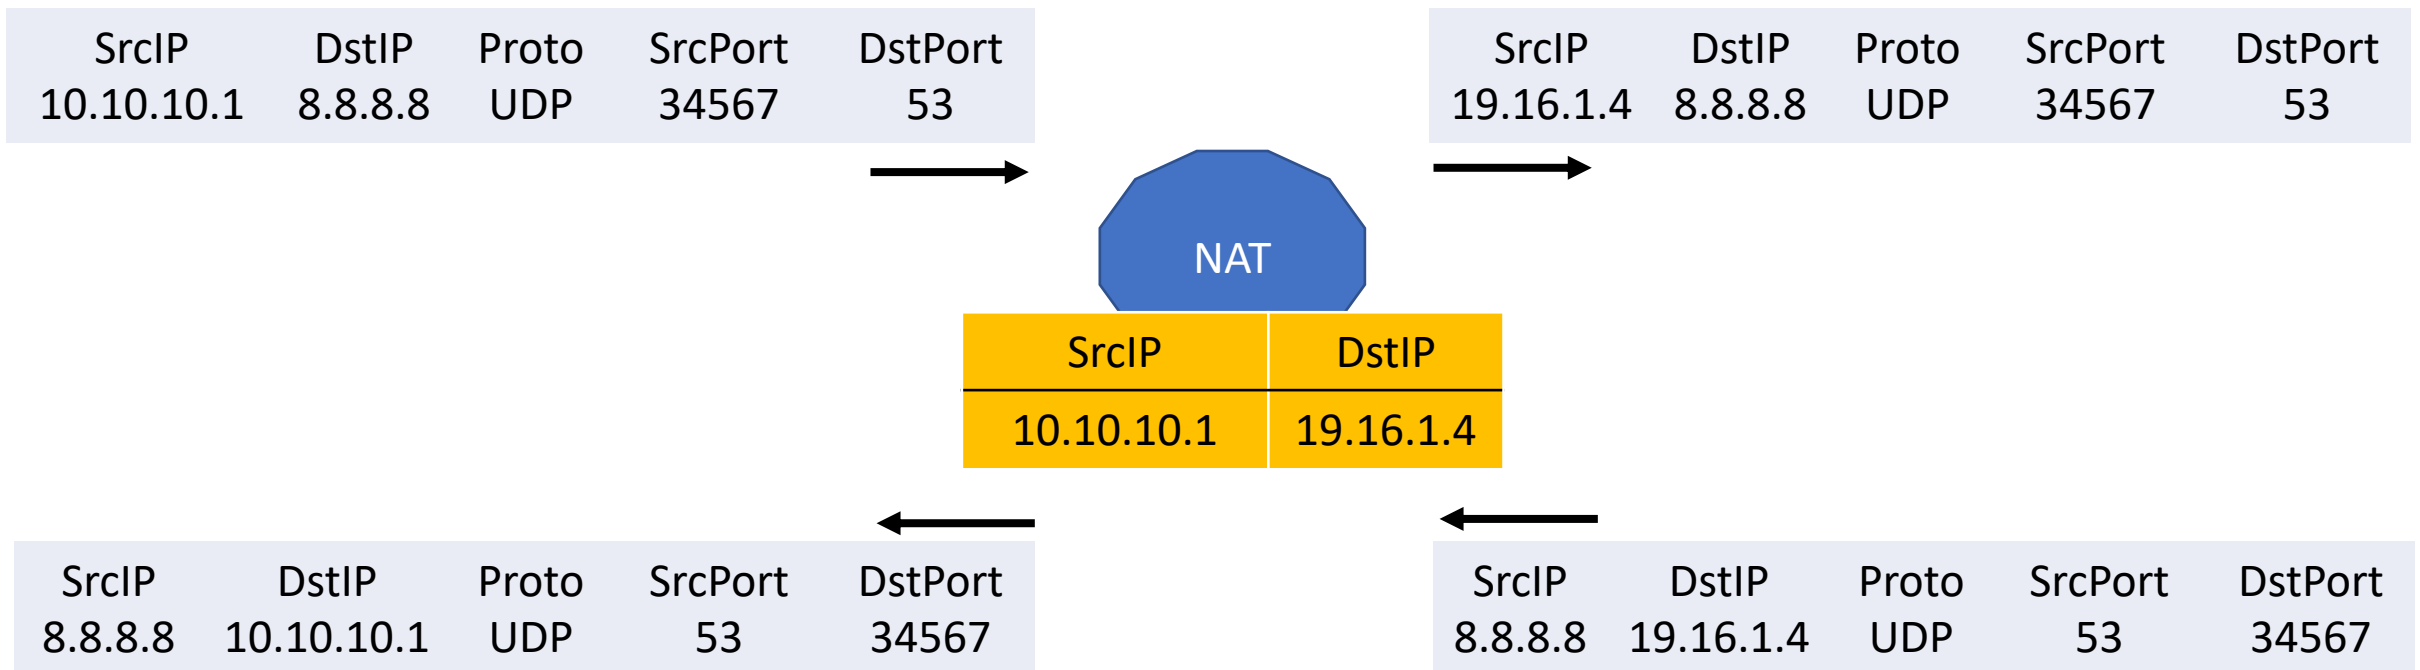 SrcIP DstIP Proto SrcPort DstPort
10.10.10.1 8.8.8.8 UDP 34567 53
SrcIP DstIP Proto SrcPort DstPort
19.16.1.4 8.8.8.8 UDP 34567 53
NAT
SrcIP DstIP
10.10.10.1 19.16.1.4
SrcIP DstIP Proto SrcPort DstPort
8.8.8.8 10.10.10.1 UDP 53 34567
SrcIP DstIP Proto SrcPort DstPort
8.8.8.8 19.16.1.4 UDP 53 34567